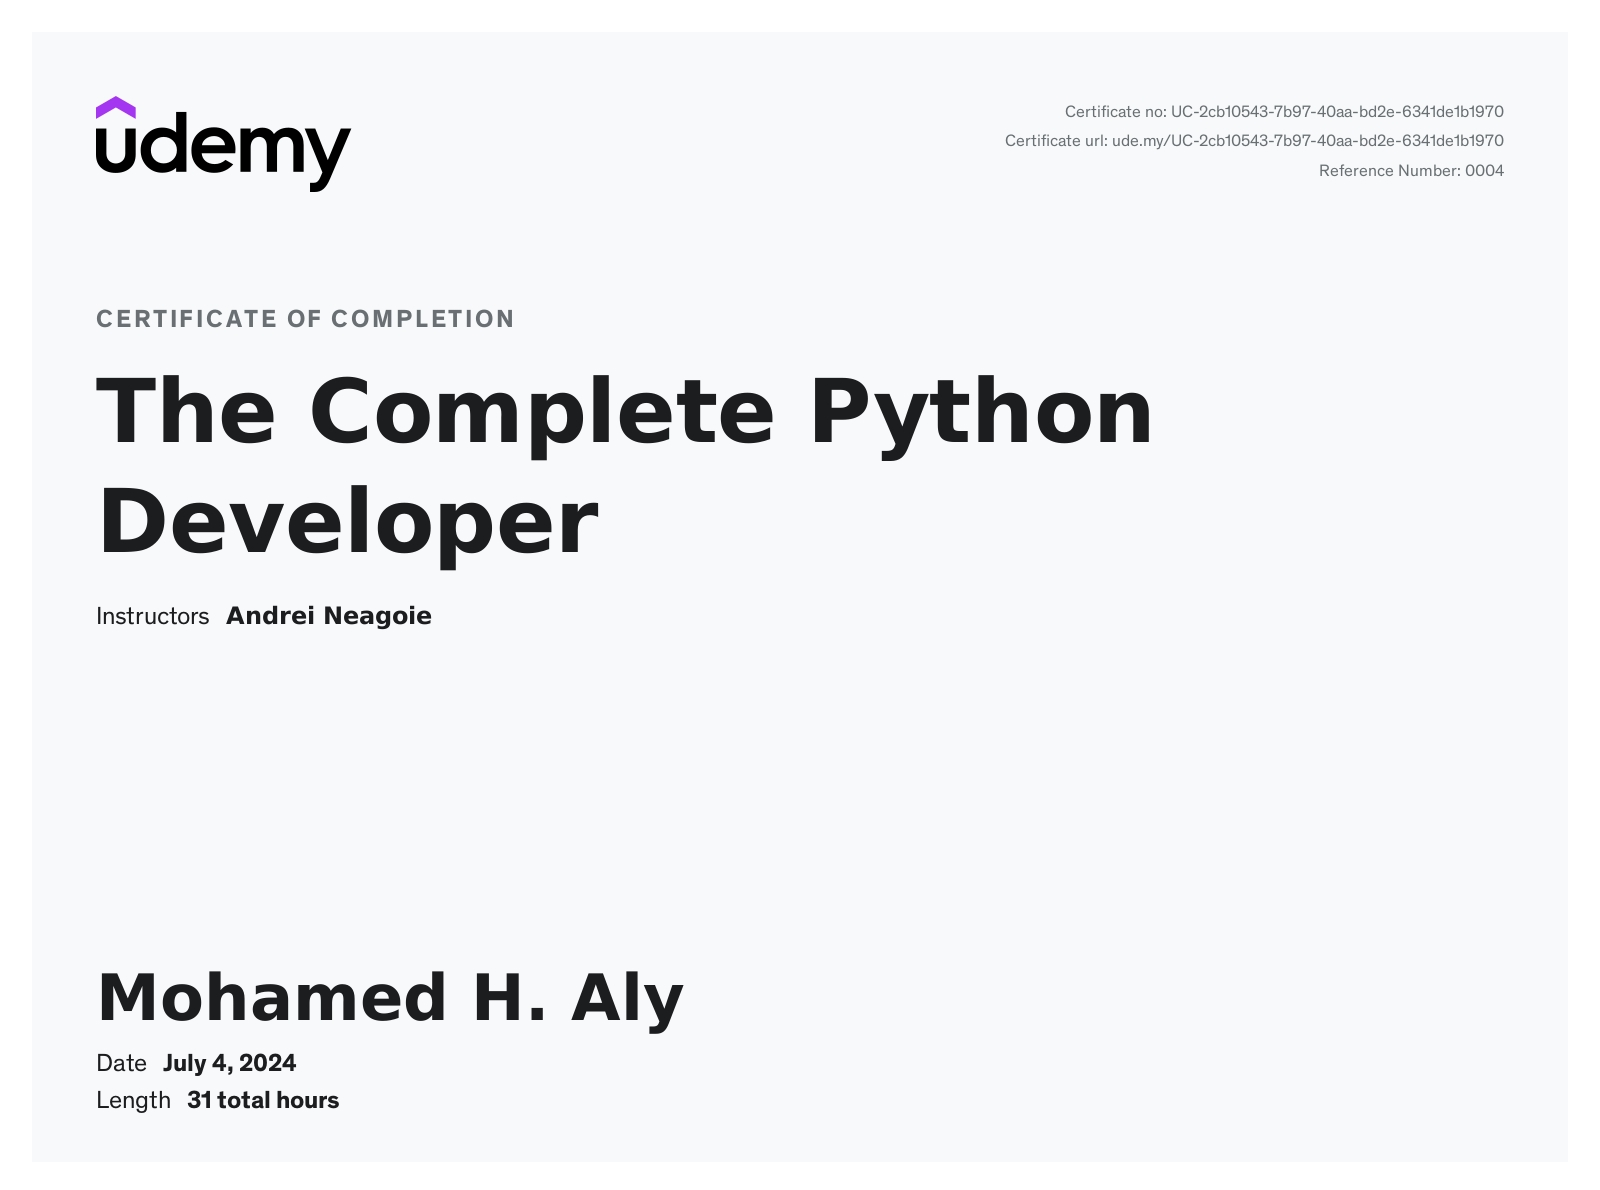 udemy
Certificate no: UC-2cb10543-7b97-40aa-bd2e-6341de1b1970
Certificate url: ude.my/UC-2cb10543-7b97-40aa-bd2e-6341de1b1970
Reference Number: 0004
CERTIFICATE OF COMPLETION
The Complete Python
Developer
Instructors Andrei Neagoie
Mohamed H. Aly
Date July 4, 2024
Length 31 total hours